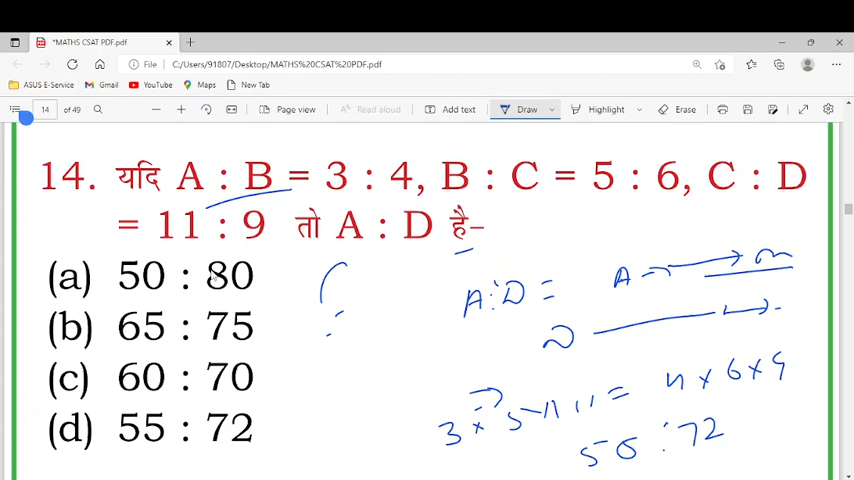 *MATHS CSAT PDF.pdf
File C:/Users/91807/Desktop/MATHS%20CSAT%20PDF.pdf
ASUS E-Service Gmail YouTube Maps New Tab
14 of 49 Page view Read aloud Add text Draw Highlight Erase
14. यदि A : B = 3 : 4, B : C = 5 : 6, C : D
= 11 : 9 तो A : D है–
(a) 50 : 80
(b) 65 : 75
(c) 60 : 70
(d) 55 : 72
?
A:D =
A
D
= 4 x 6 x 9
3 x 5
: 72